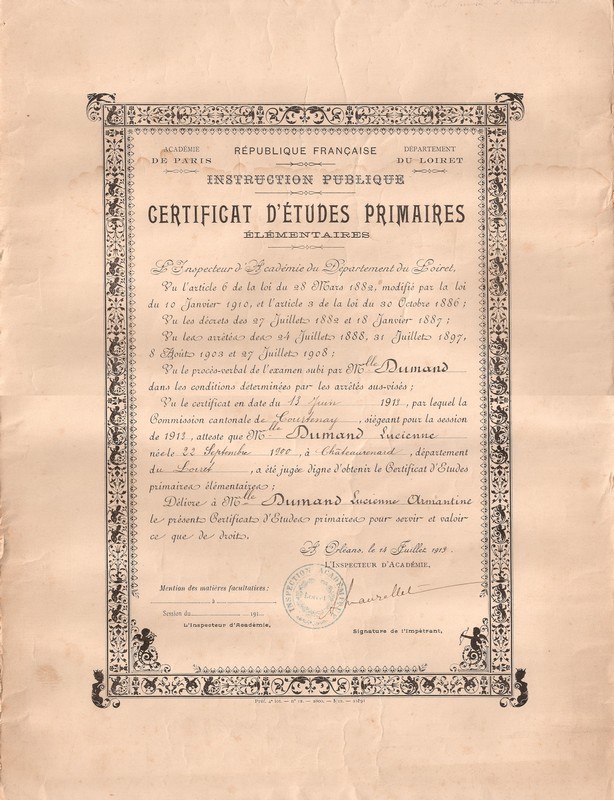 ACADÉMIE
DE PARIS
RÉPUBLIQUE FRANÇAISE
DÉPARTEMENT
DU LOIRET
INSTRUCTION PUBLIQUE
CERTIFICAT D'ÉTUDES PRIMAIRES
ÉLÉMENTAIRES
L'Inspecteur d'Académie du Département du Loiret,
Vu l'article 6 de la loi du 28 Mars 1882, modifié par la loi
du 10 Janvier 1910, et l'article 3 de la loi du 30 Octobre 1886 ;
Vu les décrets des 27 Juillet 1882 et 18 Janvier 1887 ;
Vu les arrêtés des 24 Juillet 1888, 31 Juillet 1897,
8 Août 1903 et 27 Juillet 1908 ;
Vu le procès-verbal de l'examen subi par Mlle Dumand
dans les conditions déterminées par les arrêtés sus-visés ;
Vu le certificat en date du 13 Juin 1913, par lequel la
Commission cantonale de Courtenay, siégeant pour la session
de 1913, atteste que Mlle Dumand Lucienne
née le 22 Septembre 1900, à Châteaurenard, département
du Loiret, a été jugée digne d'obtenir le Certificat d'Etudes
primaires élémentaires ;
Délivre à Mlle Dumand Lucienne Armantine
le présent Certificat d'Etudes primaires pour servir et valoir
ce que de droit.
A Orléans, le 14 Juillet 1913.
L'INSPECTEUR D'ACADÉMIE,
Mention des matières facultatives :
à
Session du 191
L'Inspecteur d'Académie,
INSPECTION ACADÉMIQUE
LOIRET
Signature de l'impétrant,